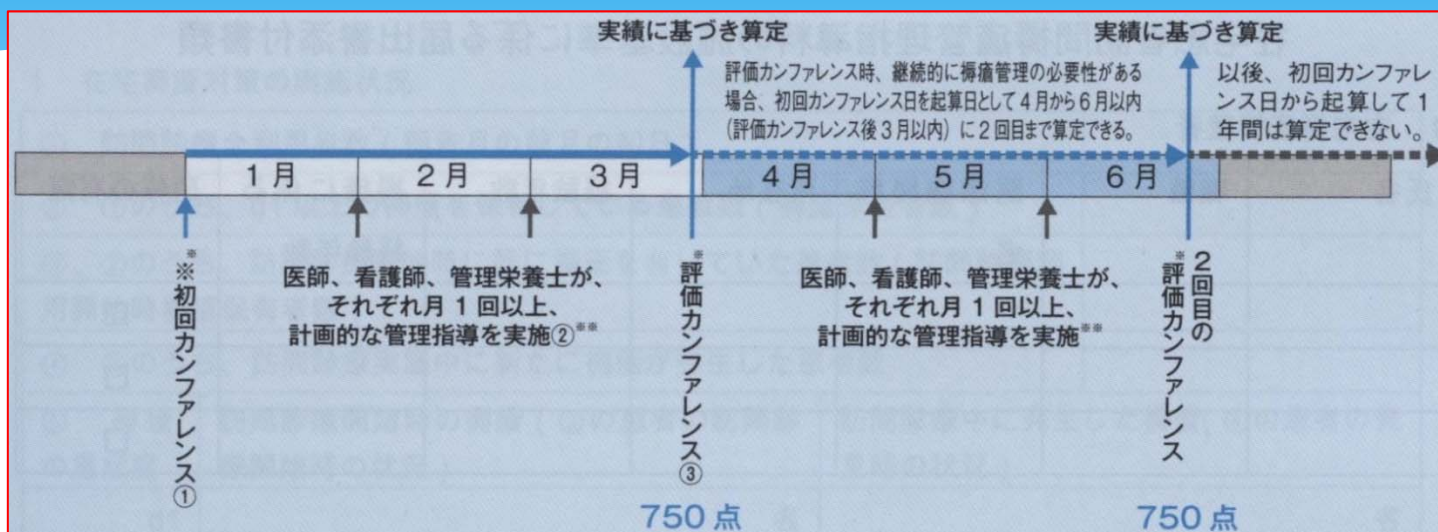 実績に基づき算定
実績に基づき算定
評価カンファレンス時、継続的に褥瘡管理の必要性がある
場合、初回カンファレンス日を起算日として4月から6月以内
(評価カンファレンス後3月以内)に2回目まで算定できる。
以後、初回カンファレ
ンス日から起算して1
年間は算定できない。
1月
2月
3月
4月
5月
6月
※※初回カンファレンス①
医師、看護師、管理栄養士が、
それぞれ月1回以上、
計画的な管理指導を実施②※※
※評価カンファレンス③
医師、看護師、管理栄養士が、
それぞれ月1回以上、
計画的な管理指導を実施※※
2回目の
※評価カンファレンス
750点
750点